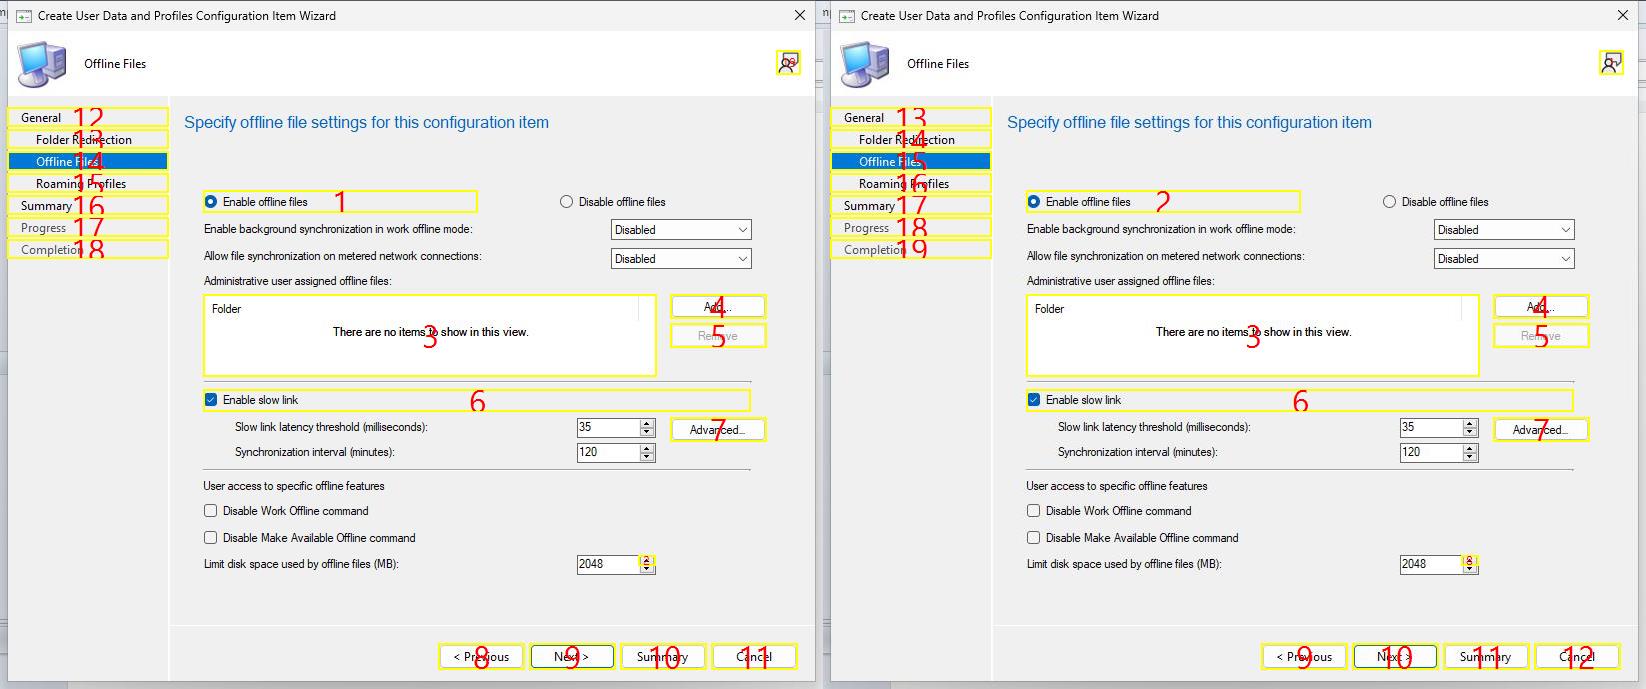 Create User Data and Profiles Configuration Item Wizard
Offline Files
19
General 12
Folder Redirection 13
Offline Files 14
Roaming Profiles 15
Summary 16
Progress 17
Completion 18
Specify offline file settings for this configuration item
Enable offline files 1
Disable offline files
Enable background synchronization in work offline mode: Disabled
Allow file synchronization on metered network connections: Disabled
Administrative user assigned offline files:
Folder
There are no items to show in this view.
3
Add... 4
Remove 5
Enable slow link 6
Slow link latency threshold (milliseconds): 35
Advanced... 7
Synchronization interval (minutes): 120
User access to specific offline features
Disable Work Offline command
Disable Make Available Offline command
Limit disk space used by offline files (MB): 2048 2
< Previous 8
Next > 9
Summary 10
Cancel 11
Create User Data and Profiles Configuration Item Wizard
Offline Files
General 13
Folder Redirection 14
Offline Files 15
Roaming Profiles 16
Summary 17
Progress 18
Completion 19
Specify offline file settings for this configuration item
Enable offline files 2
Disable offline files
Enable background synchronization in work offline mode: Disabled
Allow file synchronization on metered network connections: Disabled
Administrative user assigned offline files:
Folder
There are no items to show in this view.
3
Add... 4
Remove 5
Enable slow link 6
Slow link latency threshold (milliseconds): 35
Advanced... 7
Synchronization interval (minutes): 120
User access to specific offline features
Disable Work Offline command
Disable Make Available Offline command
Limit disk space used by offline files (MB): 2048 8
< Previous 9
Next > 10
Summary 11
Cancel 12